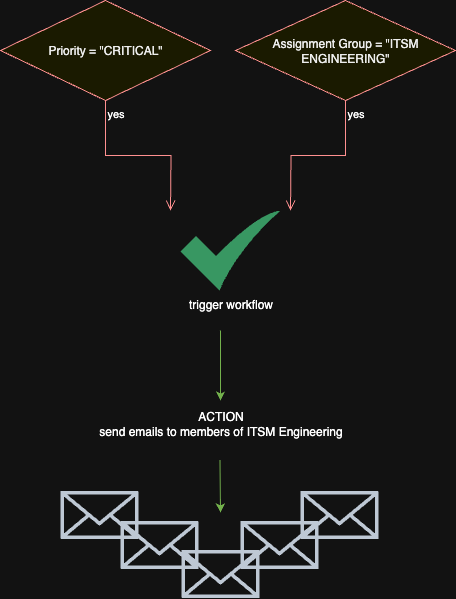 Priority = "CRITICAL"
Assignment Group = "ITSM
ENGINEERING"
yes
yes
trigger workflow
ACTION
send emails to members of ITSM Engineering